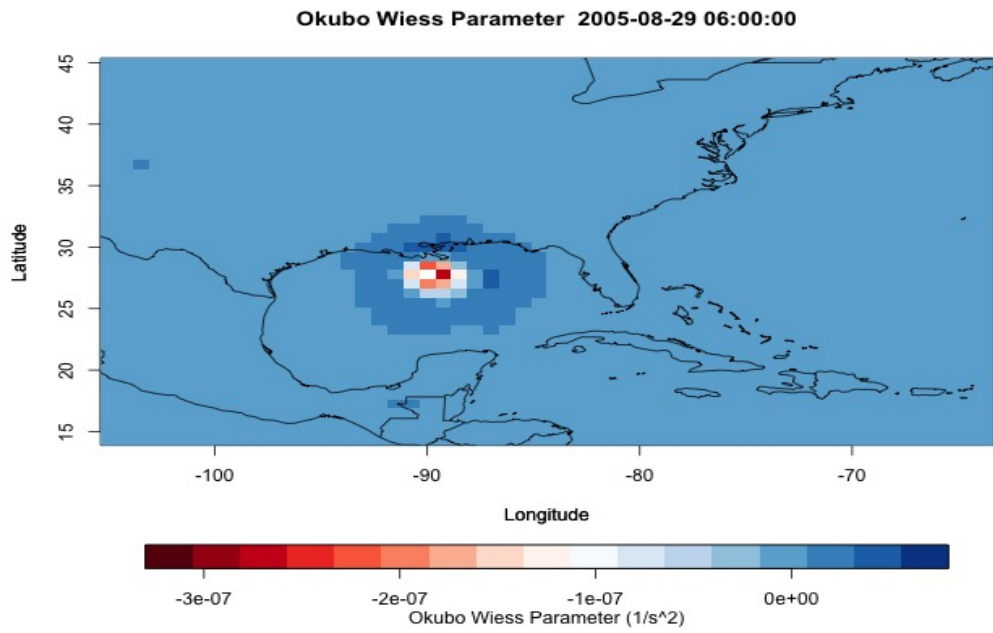 Okubo Wiess Parameter 2005-08-29 06:00:00
45
40
35
30
25
20
15
Latitude
-100
-90
-80
-70
Longitude
-3e-07
-2e-07
-1e-07
0e+00
Okubo Wiess Parameter (1/s^2)